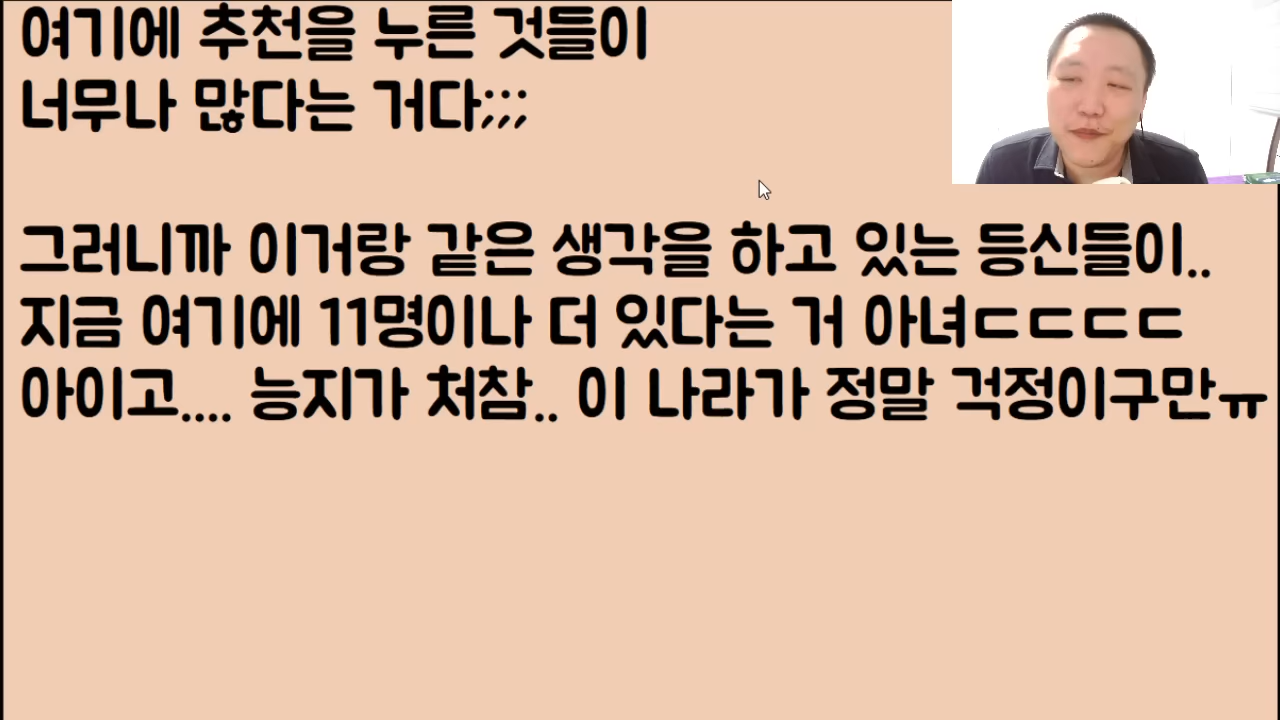 여기에 추천을 누른 것들이
너무나 많다는 거다;;;
그러니까 이거랑 같은 생각을 하고 있는 등신들이..
지금 여기에 11명이나 더 있다는 거 아녀ㄷㄷㄷㄷ
아이고.... 능지가 처참.. 이 나라가 정말 걱정이구만ㅠ